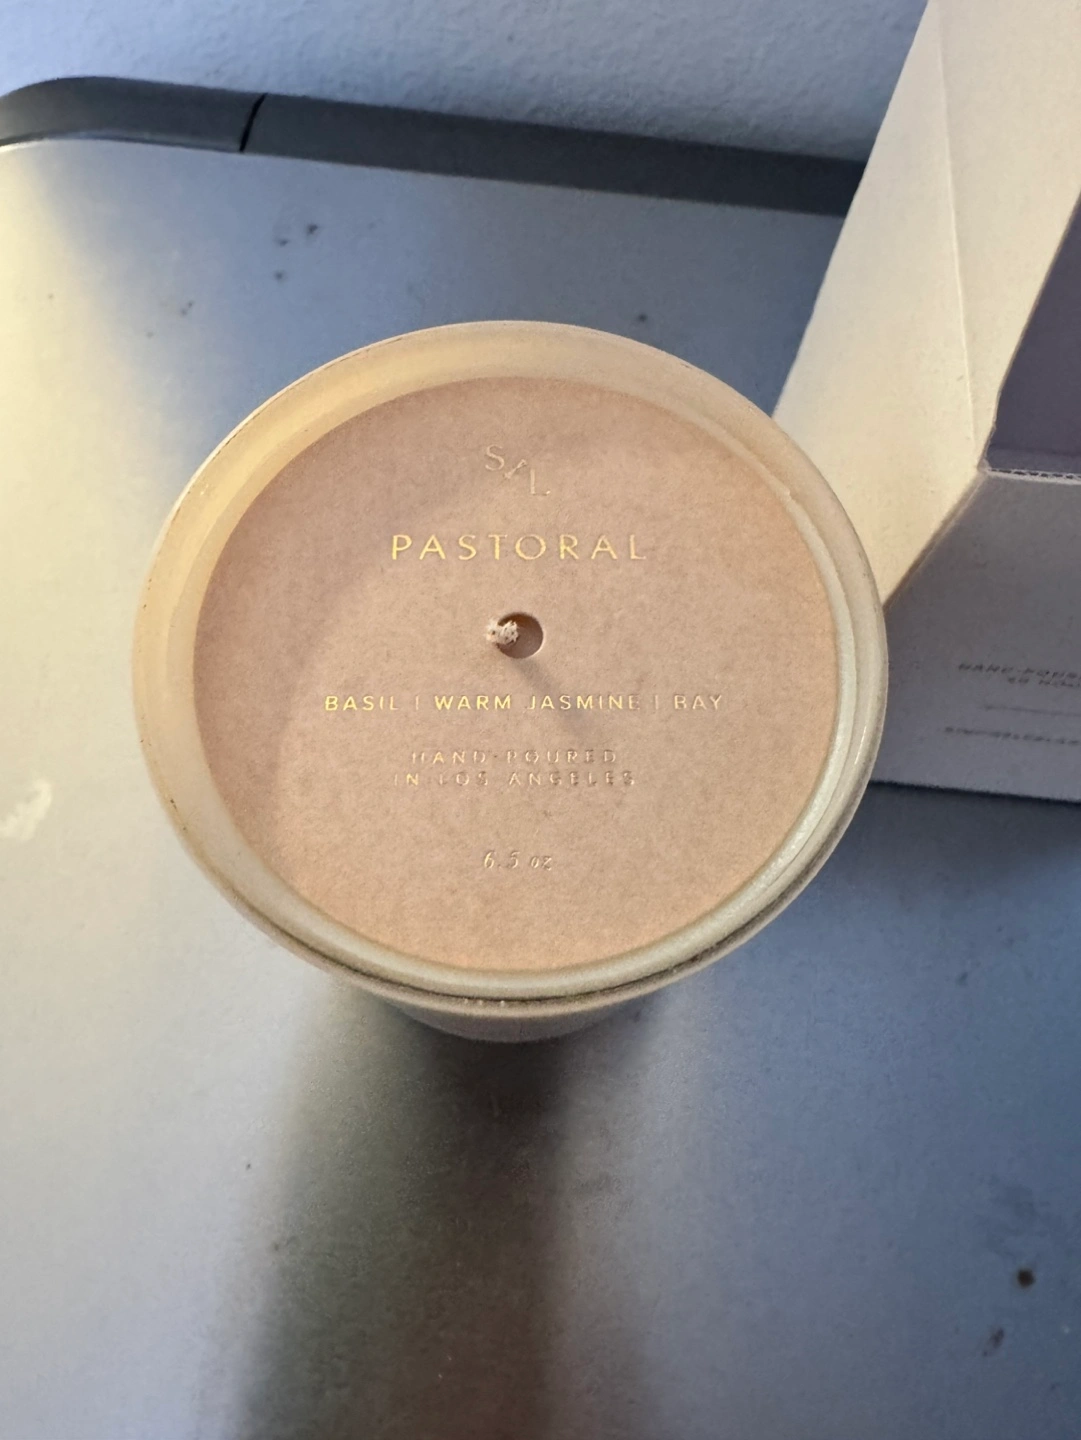 S/L
PASTORAL
BASIL | WARM JASMINE | BAY
HAND-POURED
IN LOS ANGELES
6.5 oz